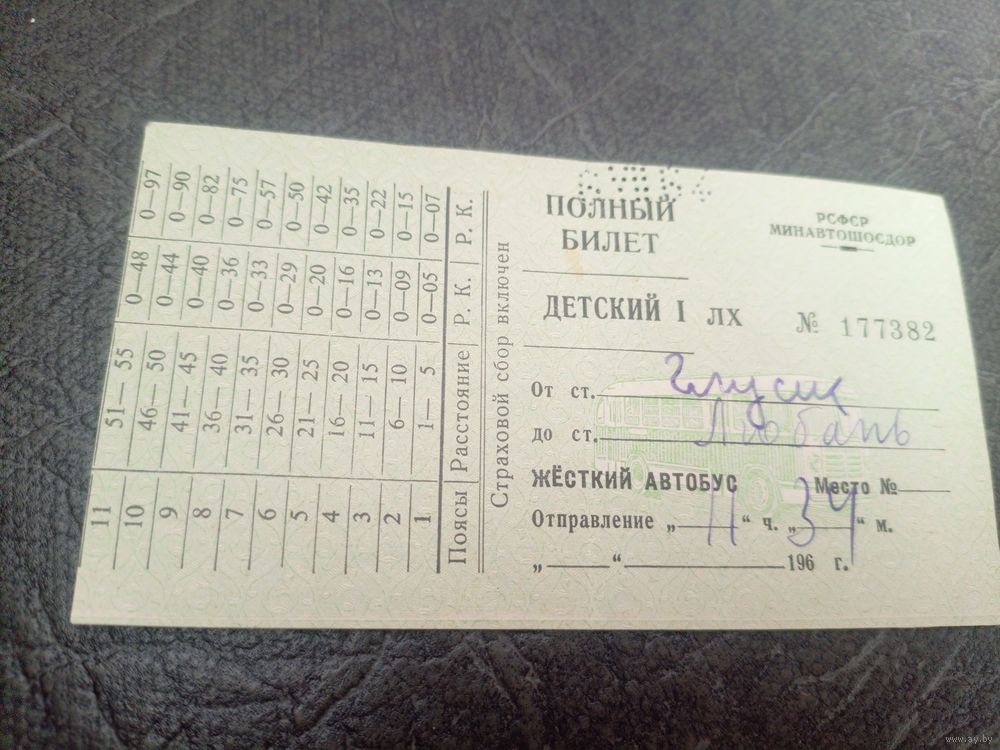 11 51—55 0—48 0—97
10 46—50 0—44 0—90
9 41—45 0—40 0—82
8 36—40 0—36 0—75
7 31—35 0—33 0—57
6 26—30 0—29 0—50
5 21—25 0—20 0—42
4 16—20 0—16 0—35
3 11—15 0—13 0—22
2 6—10 0—09 0—15
1 1—5 0—05 0—07
Поясы Расстояние Р. К. Р. К.
Страховой сбор включен
ПОЛНЫЙ
БИЛЕТ
РСФСР
МИНАВТОШОСДОР
ДЕТСКИЙ I ЛХ № 177382
От ст. Глуск
до ст. Любань
ЖЁСТКИЙ АВТОБУС Место №
Отправление „11“ ч. „34“ м.
„ “ 196 г.
www.ay.by